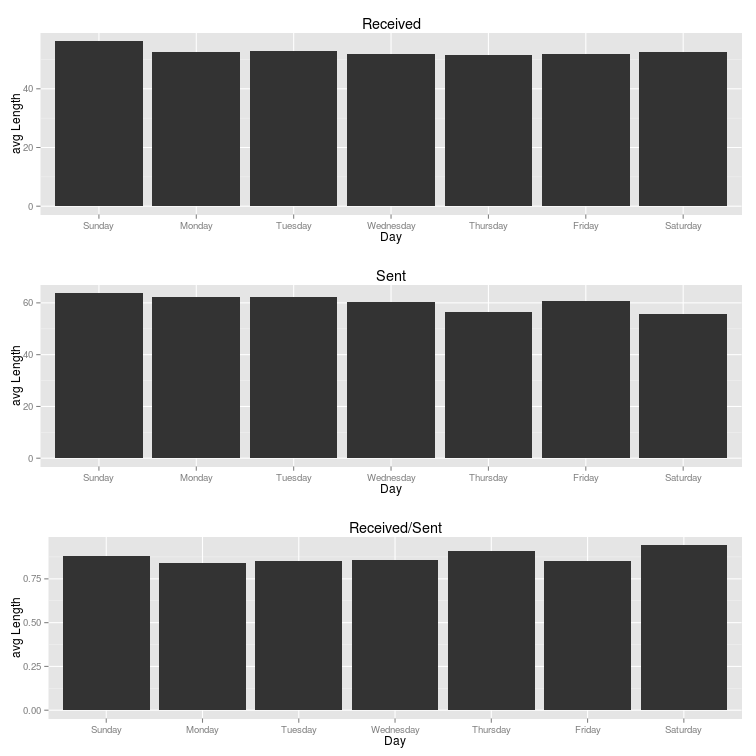 Received
avg Length
40
20
0
Sunday Monday Tuesday Wednesday Thursday Friday Saturday
Day
Sent
avg Length
60
40
20
0
Sunday Monday Tuesday Wednesday Thursday Friday Saturday
Day
Received/Sent
avg Length
0.75
0.50
0.25
0.00
Sunday Monday Tuesday Wednesday Thursday Friday Saturday
Day